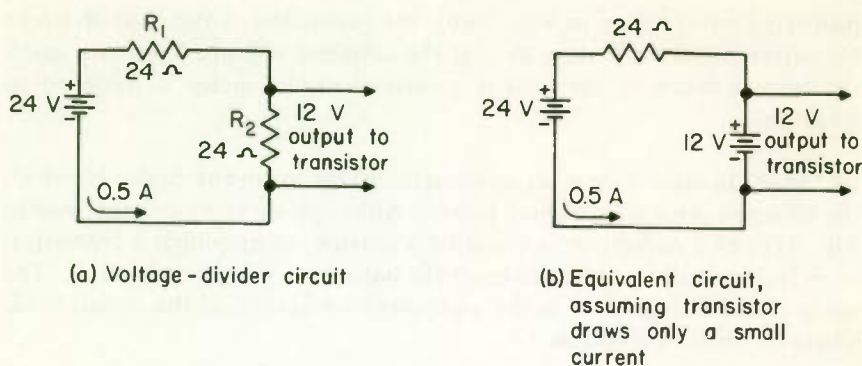 R₁
24 Ω
24 V
+
-
R₂
24 Ω
12 V
output to
transistor
0.5 A
(a) Voltage-divider circuit
24 Ω
24 V
+
-
12 V
+
-
12 V
output to
transistor
0.5 A
(b) Equivalent circuit,
assuming transistor
draws only a small
current